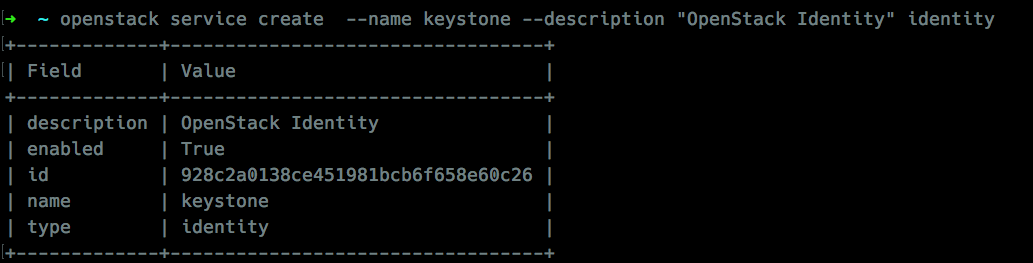 ➜  ~ openstack service create  --name keystone --description "OpenStack Identity" identity
+-------------+----------------------------------+
| Field       | Value                            |
+-------------+----------------------------------+
| description | OpenStack Identity               |
| enabled     | True                             |
| id          | 928c2a0138ce451981bcb6f658e60c26 |
| name        | keystone                         |
| type        | identity                         |
+-------------+----------------------------------+